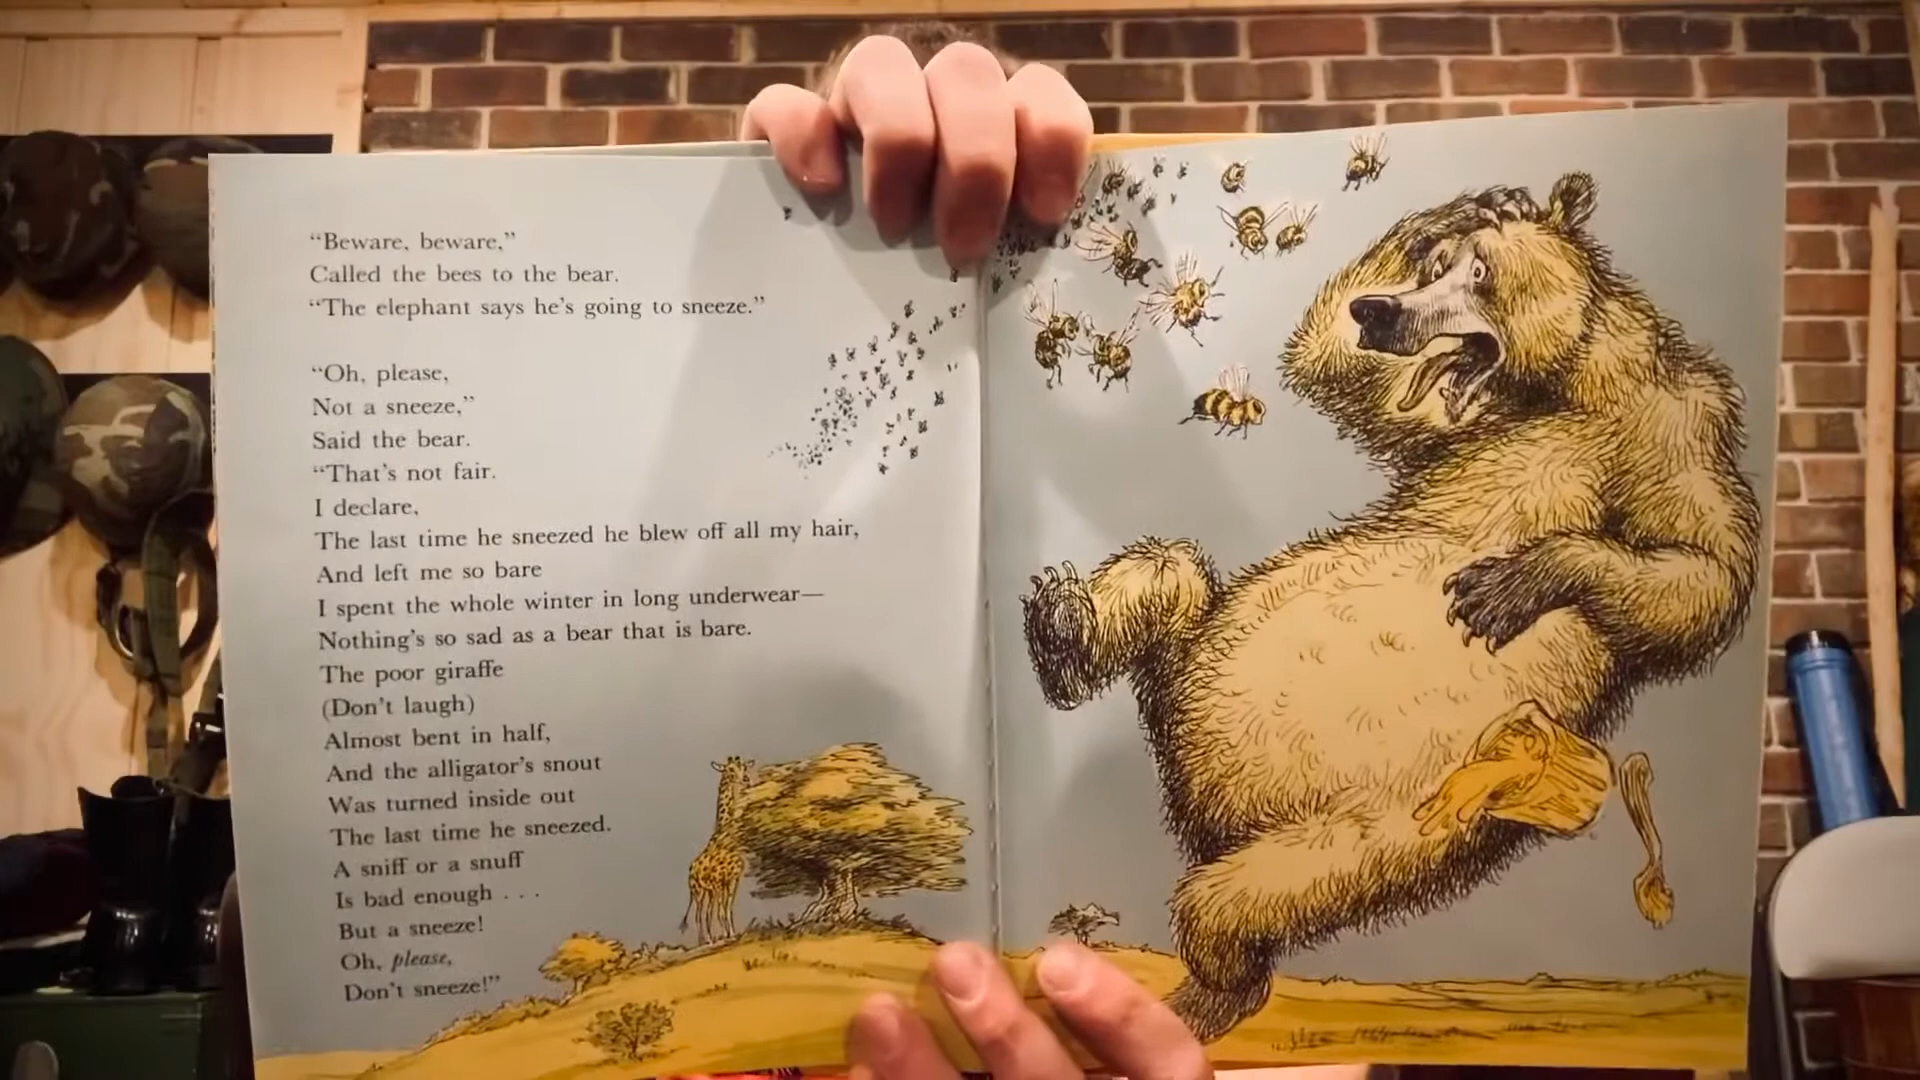 “Beware, beware,”
Called the bees to the bear.
“The elephant says he’s going to sneeze.”
“Oh, please,
Not a sneeze,”
Said the bear.
“That’s not fair.
I declare,
The last time he sneezed he blew off all my hair,
And left me so bare
I spent the whole winter in long underwear—
Nothing’s so sad as a bear that is bare.
The poor giraffe
(Don’t laugh)
Almost bent in half,
And the alligator’s snout
Was turned inside out
The last time he sneezed.
A sniff or a snuff
Is bad enough . . .
But a sneeze!
Oh, please,
Don’t sneeze!”